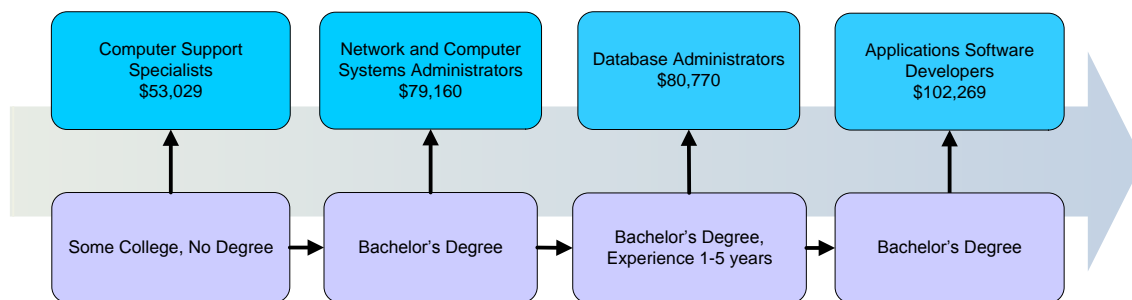 Computer Support
Specialists
$53,029
Network and Computer
Systems Administrators
$79,160
Database Administrators
$80,770
Applications Software
Developers
$102,269
Some College, No Degree
Bachelor’s Degree
Bachelor’s Degree,
Experience 1-5 years
Bachelor’s Degree